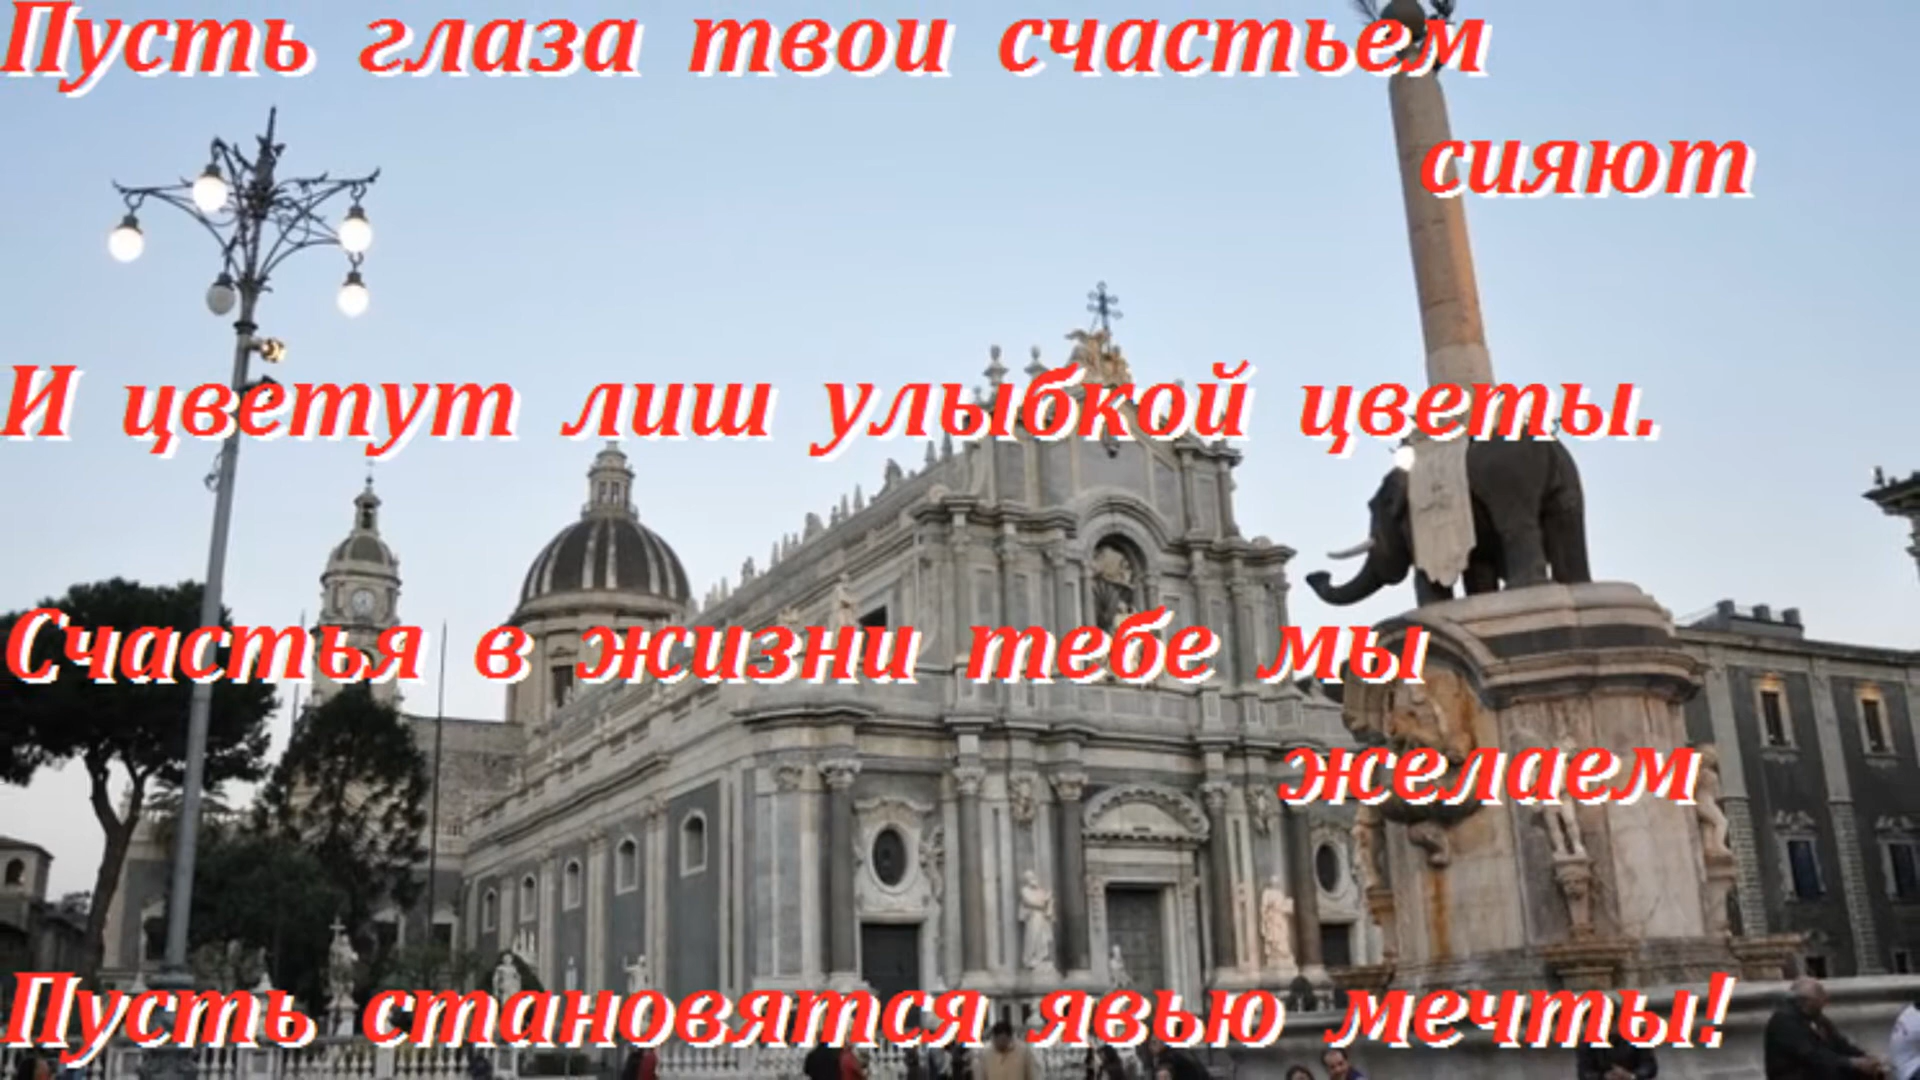 Пусть глаза твои счастьем
сияют
И цветут лиш улыбкой цветы.
Счастья в жизни тебе мы
желаем
Пусть становятся явью мечты!